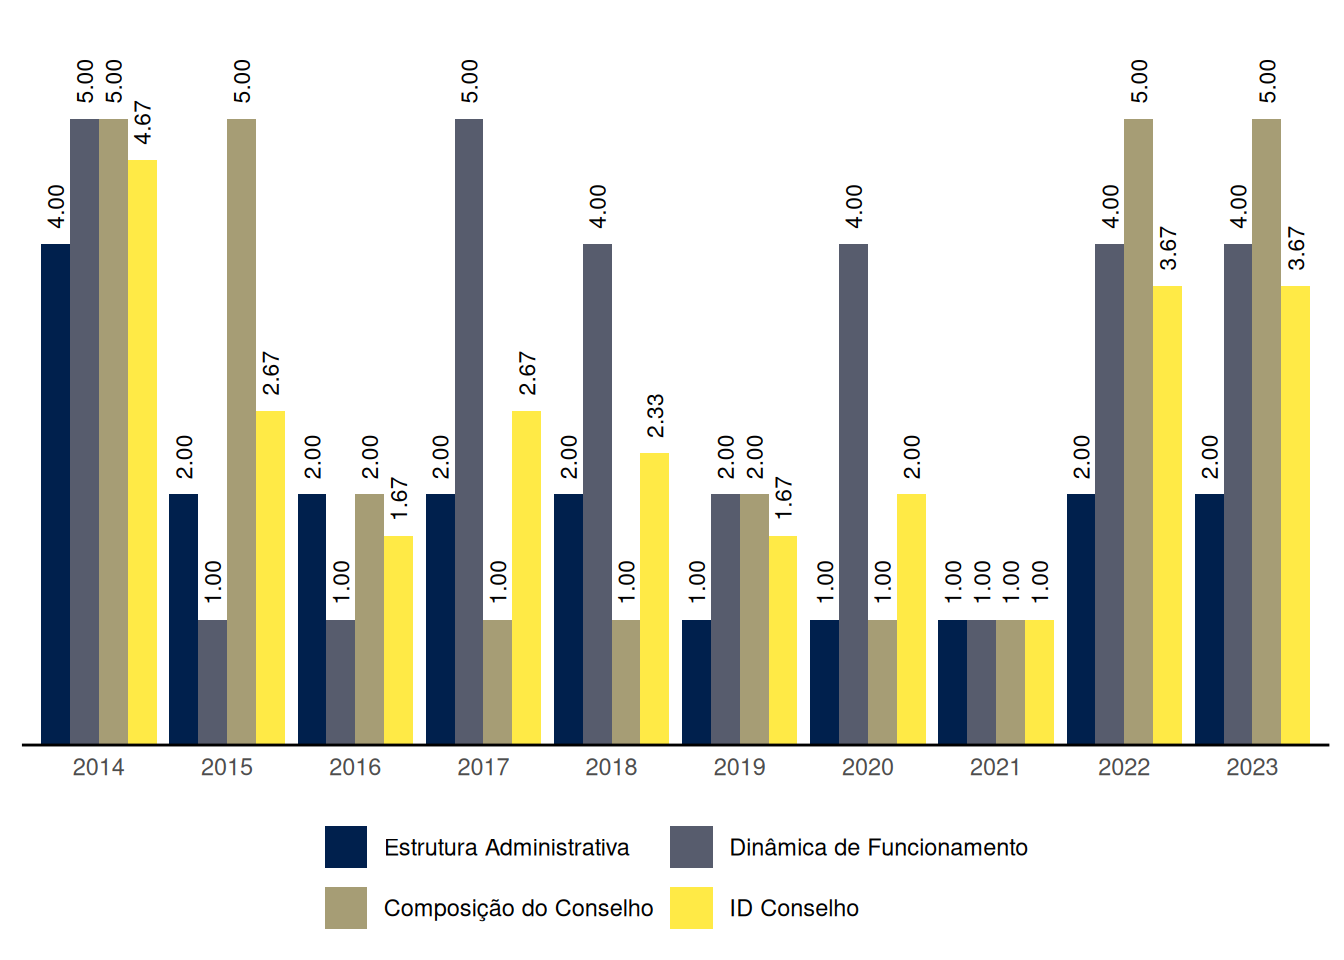 4.00 5.00 5.00 4.67
2.00 1.00 5.00 2.67
2.00 1.00 2.00 1.67
2.00 5.00 1.00 2.67
2.00 4.00 1.00 2.33
1.00 2.00 2.00 1.67
1.00 4.00 1.00 2.00
1.00 1.00 1.00 1.00
2.00 4.00 5.00 3.67
2.00 4.00 5.00 3.67
2014 2015 2016 2017 2018 2019 2020 2021 2022 2023
Estrutura Administrativa Dinâmica de Funcionamento
Composição do Conselho ID Conselho